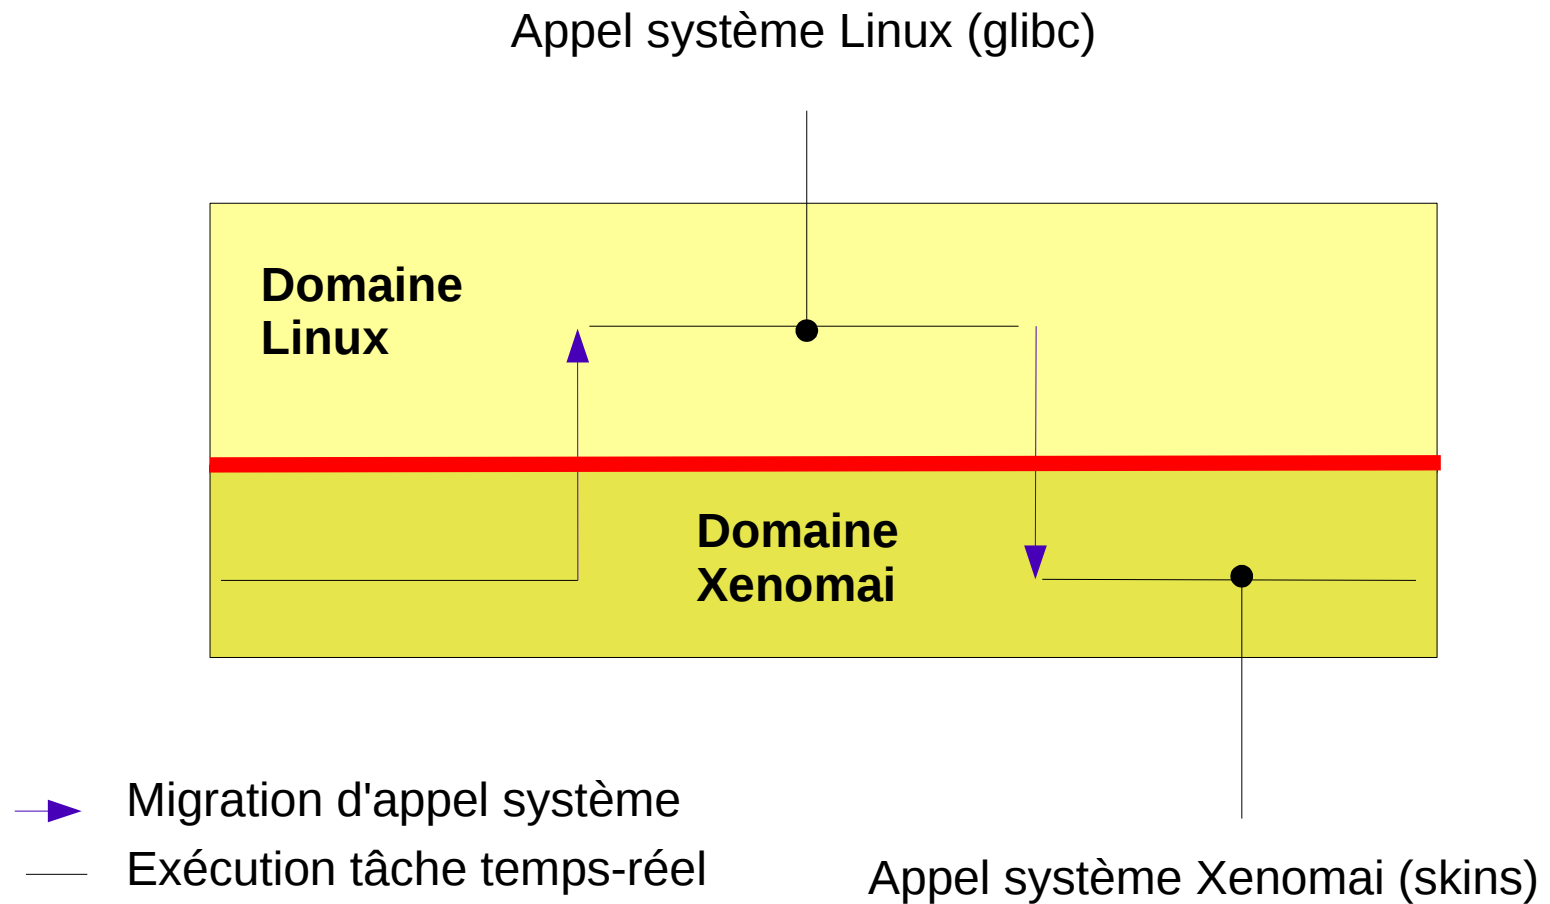 Appel système Linux (glibc)
Domaine
Linux
Domaine
Xenomai
Migration d'appel système
Exécution tâche temps-réel
Appel système Xenomai (skins)